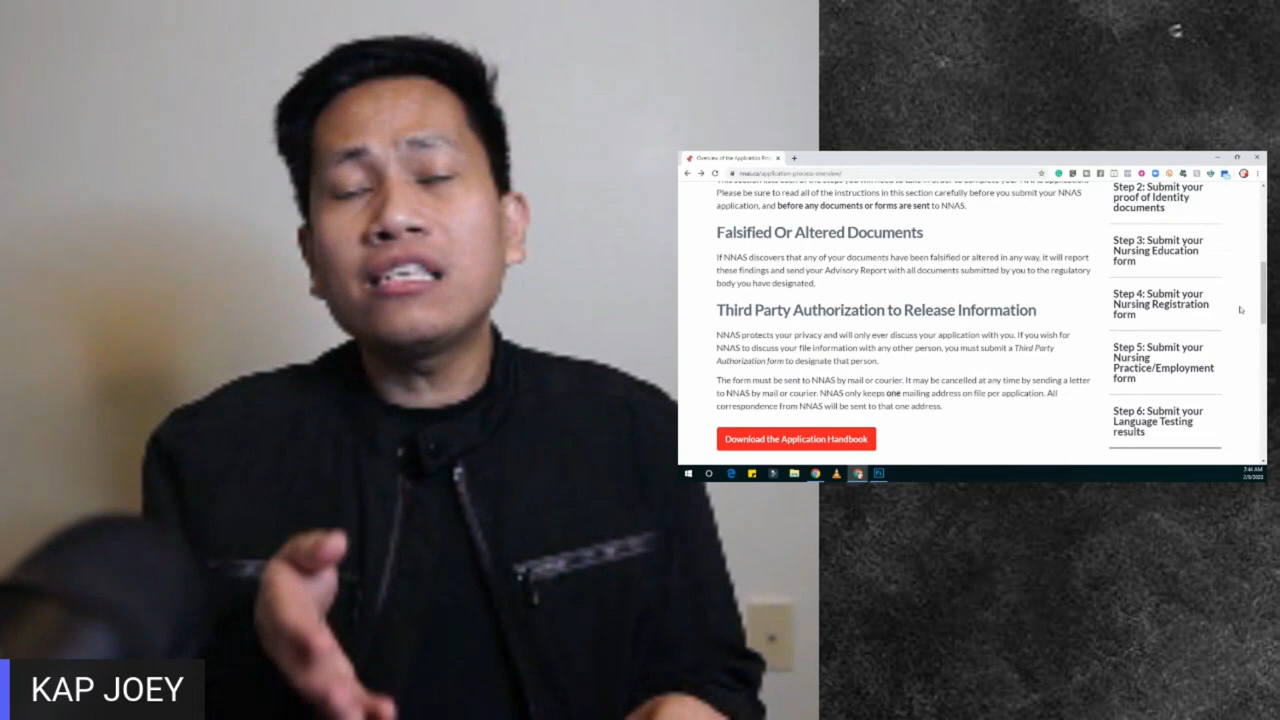 Overview of the Application Proc
nnas.ca/application-process-overview/
Please be sure to read all of the instructions in this section carefully before you submit your NNAS
application, and before any documents or forms are sent to NNAS.
Falsified Or Altered Documents
If NNAS discovers that any of your documents have been falsified or altered in any way, it will report
these findings and send your Advisory Report with all documents submitted by you to the regulatory
body you have designated.
Third Party Authorization to Release Information
NNAS protects your privacy and will only ever discuss your application with you. If you wish for
NNAS to discuss your file information with any other person, you must submit a Third Party
Authorization form to designate that person.
The form must be sent to NNAS by mail or courier. It may be cancelled at any time by sending a letter
to NNAS by mail or courier. NNAS only keeps one mailing address on file per application. All
correspondence from NNAS will be sent to that one address.
Download the Application Handbook
Step 2: Submit your
proof of Identity
documents
Step 3: Submit your
Nursing Education
form
Step 4: Submit your
Nursing Registration
form
Step 5: Submit your
Nursing
Practice/Employment
form
Step 6: Submit your
Language Testing
results
KAP JOEY